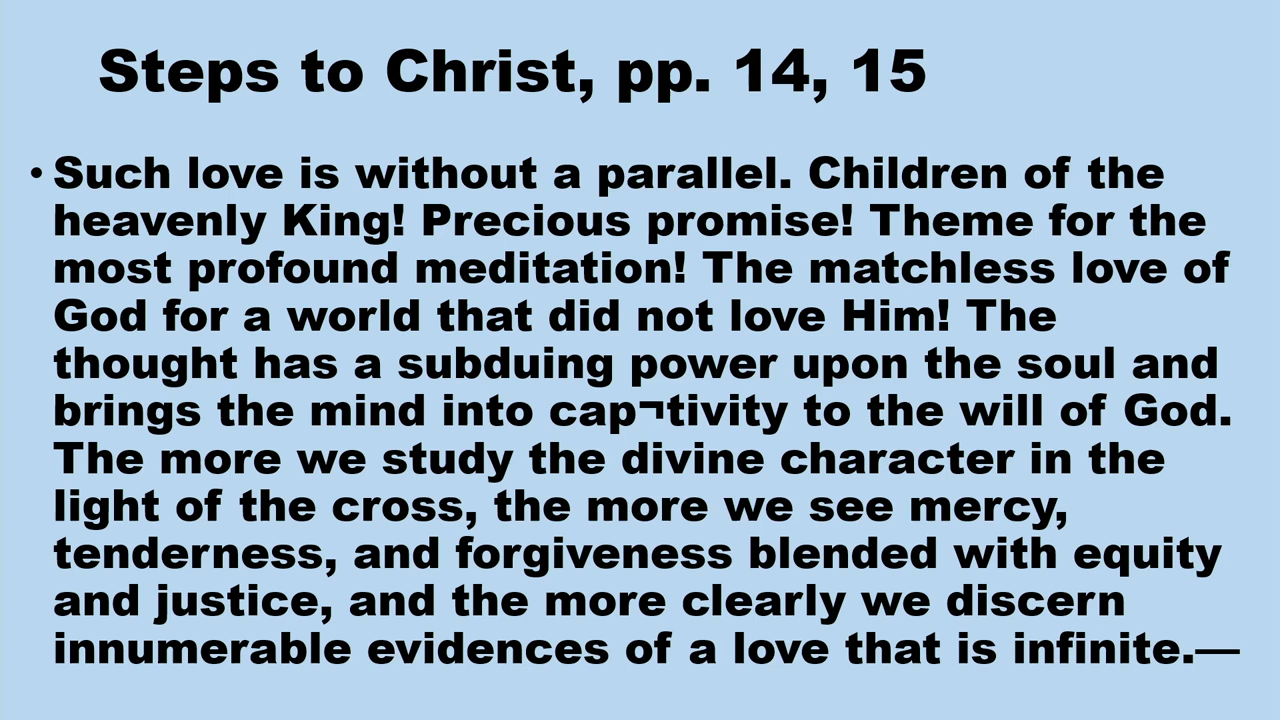 Steps to Christ, pp. 14, 15
• Such love is without a parallel. Children of the
heavenly King! Precious promise! Theme for the
most profound meditation! The matchless love of
God for a world that did not love Him! The
thought has a subduing power upon the soul and
brings the mind into cap¬tivity to the will of God.
The more we study the divine character in the
light of the cross, the more we see mercy,
tenderness, and forgiveness blended with equity
and justice, and the more clearly we discern
innumerable evidences of a love that is infinite.—